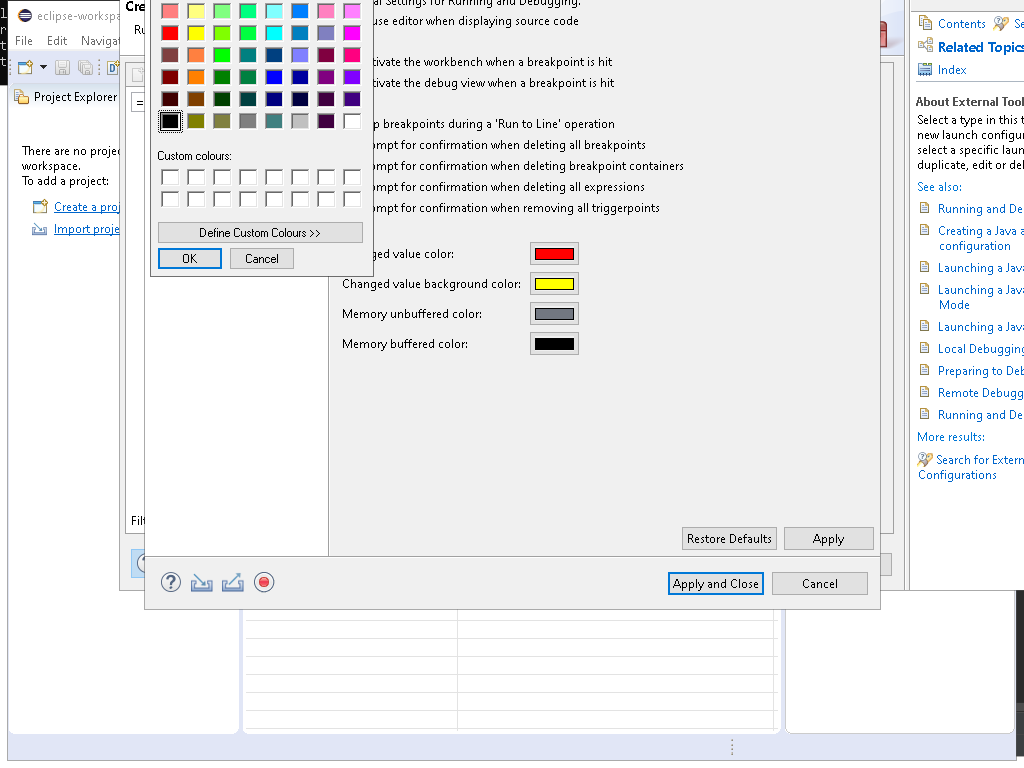 eclipse-workspa
File Edit Navigat
Project Explorer
There are no projec
workspace.
To add a project:
Create a proj
Import proje
Cre
Ru
Filt
Custom colours:
Define Custom Colours >>
OK Cancel
al Settings for Running and Debugging.
use editor when displaying source code
tivate the workbench when a breakpoint is hit
tivate the debug view when a breakpoint is hit
p breakpoints during a 'Run to Line' operation
ompt for confirmation when deleting all breakpoints
ompt for confirmation when deleting breakpoint containers
ompt for confirmation when deleting all expressions
ompt for confirmation when removing all triggerpoints
ged value color:
Changed value background color:
Memory unbuffered color:
Memory buffered color:
Restore Defaults Apply
Apply and Close Cancel
Contents Se
Related Topics
Index
About External Tool
Select a type in this t
new launch configur
select a specific laun
duplicate, edit or del
See also:
Running and De
Creating a Java a
configuration
Launching a Java
Launching a Java
Mode
Launching a Java
Local Debugging
Preparing to Deb
Remote Debugg
Running and De
More results:
Search for Extern
Configurations